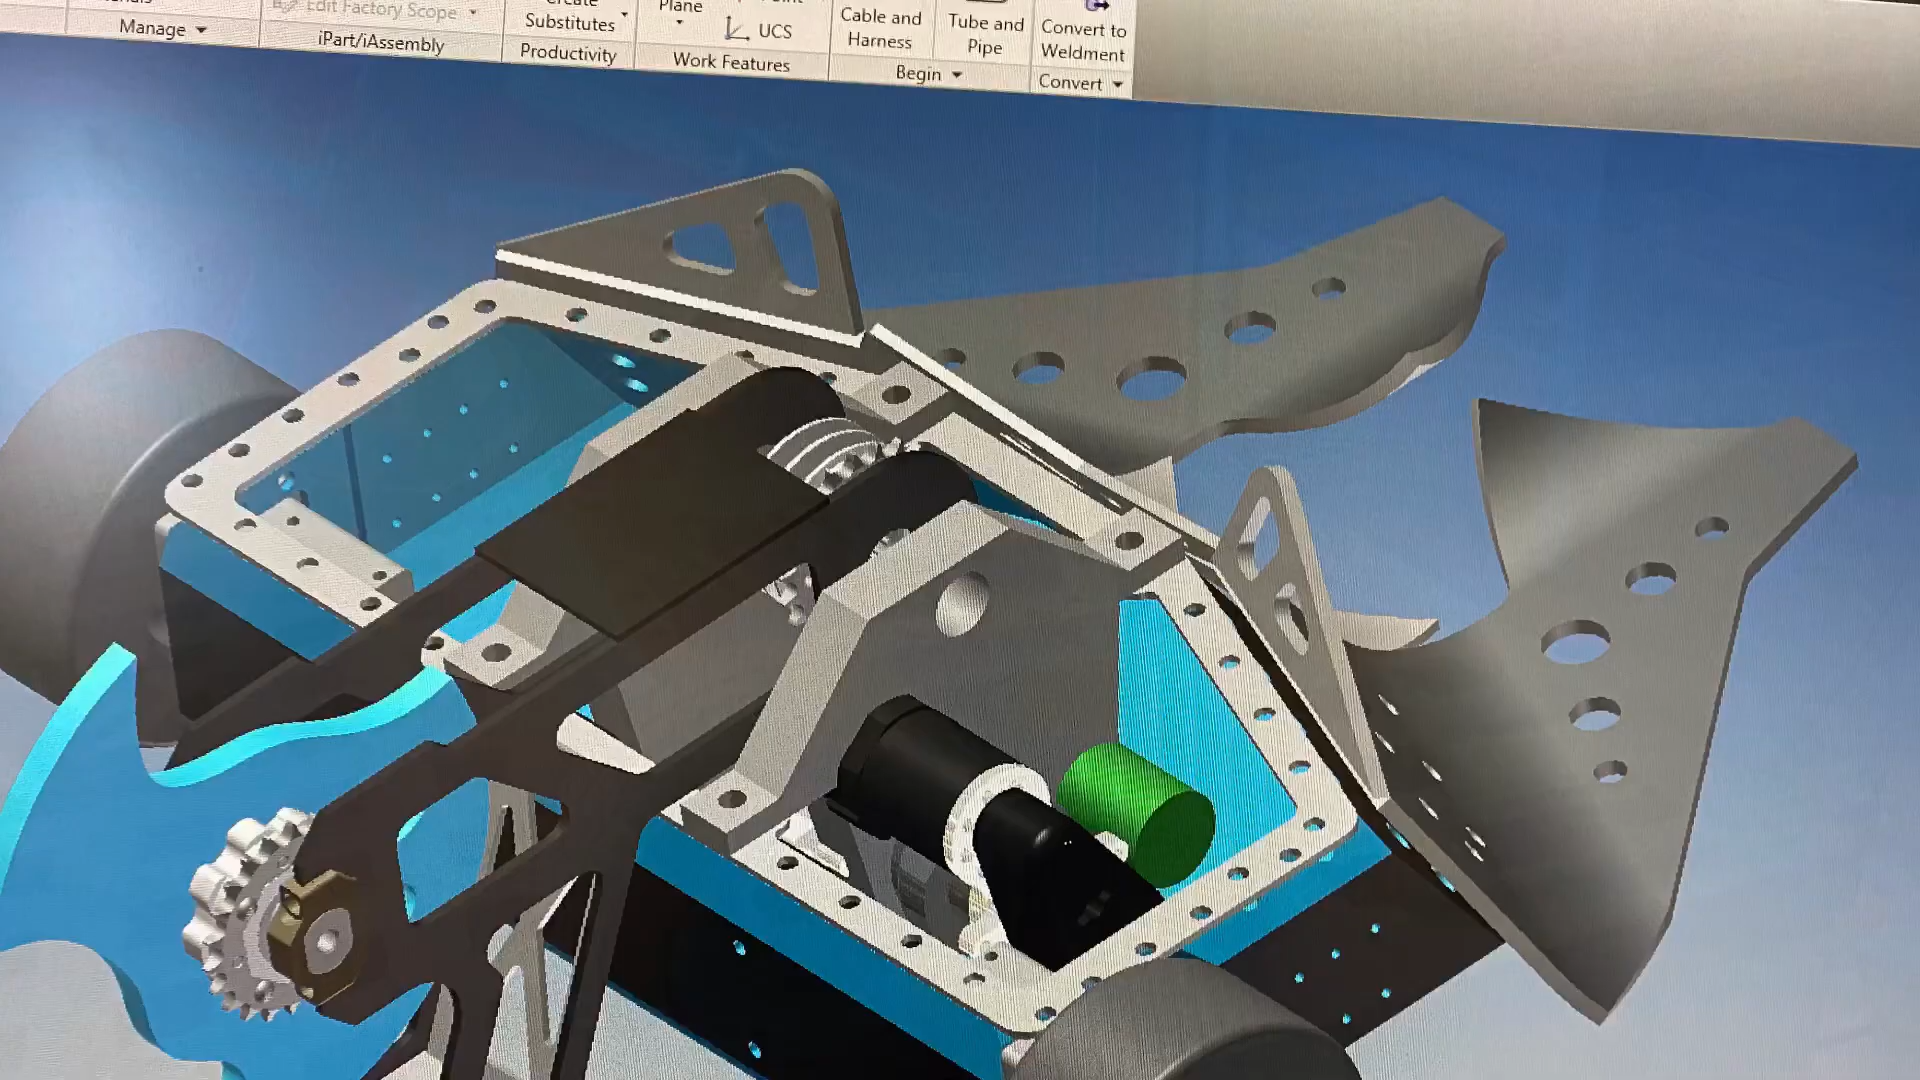 Edit Factory Scope
Manage
iPart/iAssembly
Create
Substitutes
Productivity
Plane
UCS
Work Features
Cable and
Harness
Tube and
Pipe
Begin
Convert to
Weldment
Convert